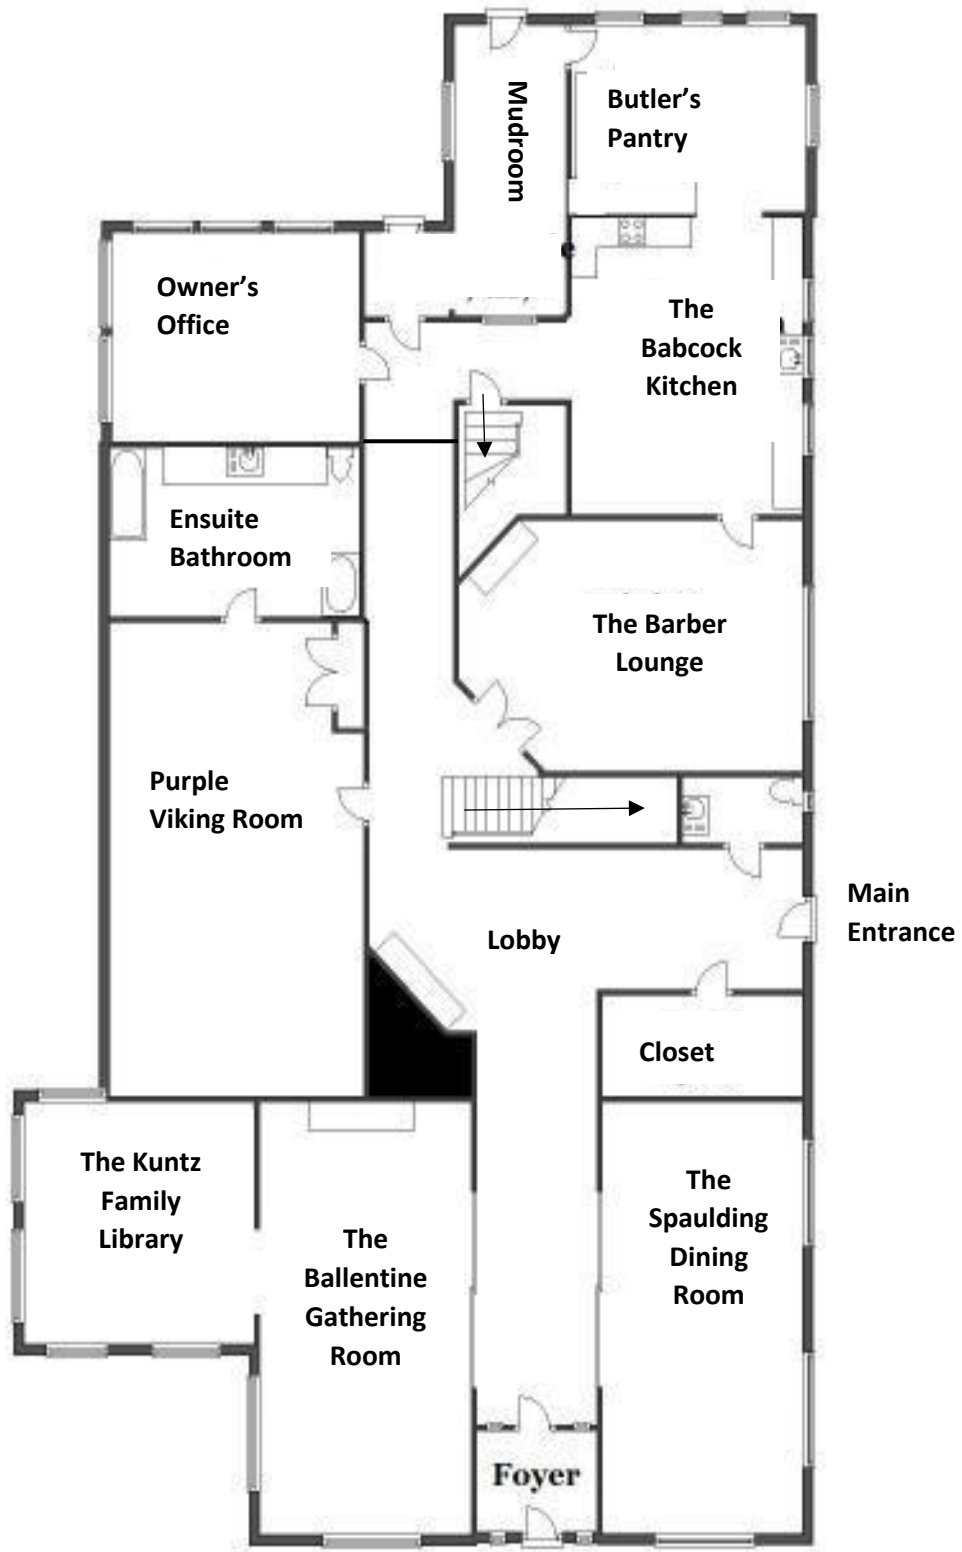 Mudroom
Butler’s
Pantry
Owner’s
Office
The
Babcock
Kitchen
Ensuite
Bathroom
The Barber
Lounge
Purple
Viking Room
Main
Entrance
Lobby
Closet
The Kuntz
Family
Library
The
Spaulding
Dining
Room
The
Ballentine
Gathering
Room
Foyer